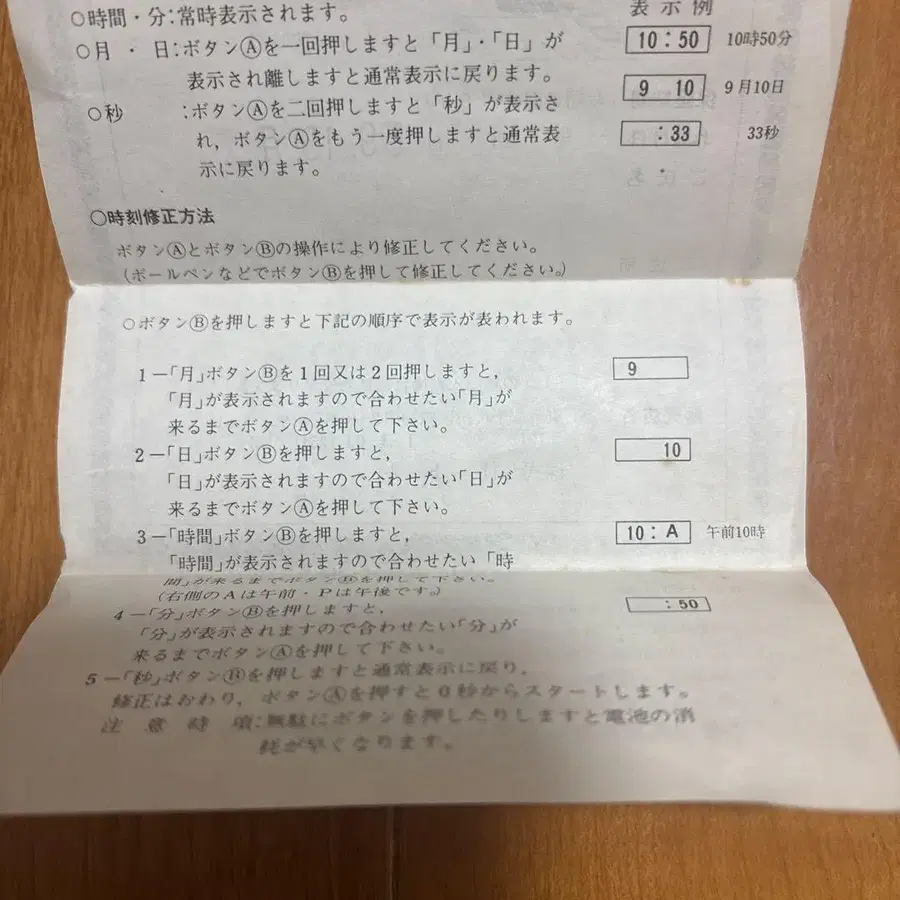 表示例
○時間・分:常時表示されます。
10:50 10時50分
○月・日:ボタンⒶを一回押しますと「月」・「日」が
表示され離しますと通常表示に戻ります。
9 10 9月10日
○秒 :ボタンⒶを二回押しますと「秒」が表示さ
れ,ボタンⒶをもう一度押しますと通常表
示に戻ります。
:33 33秒
○時刻修正方法
ボタンⒶとボタンⒷの操作により修正してください。
(ボールペンなどでボタンⒷを押して修正してください。)
○ボタンⒷを押しますと下記の順序で表示が表われます。
1―「月」ボタンⒷを1回又は2回押しますと,
9
「月」が表示されますので合わせたい「月」が
来るまでボタンⒶを押して下さい。
2―「日」ボタンⒷを押しますと,
10
「日」が表示されますので合わせたい「日」が
来るまでボタンⒶを押して下さい。
3―「時間」ボタンⒷを押しますと,
10:A 午前10時
「時間」が表示されますので合わせたい「時
間」が来るまでボタン を押して下さい。
(右側のAは午前・Pは午後です。)
4―「分」ボタンⒷを押しますと,
:50
「分」が表示されますので合わせたい「分」が
来るまでボタンⒶを押して下さい。
5―「秒」ボタンⒷを押しますと通常表示に戻り,
修正はおわり,ボタンⒶを押すと0秒からスタートします。
注意時項:無駄にボタンを押したりしますと電池の消
耗が早くなります。